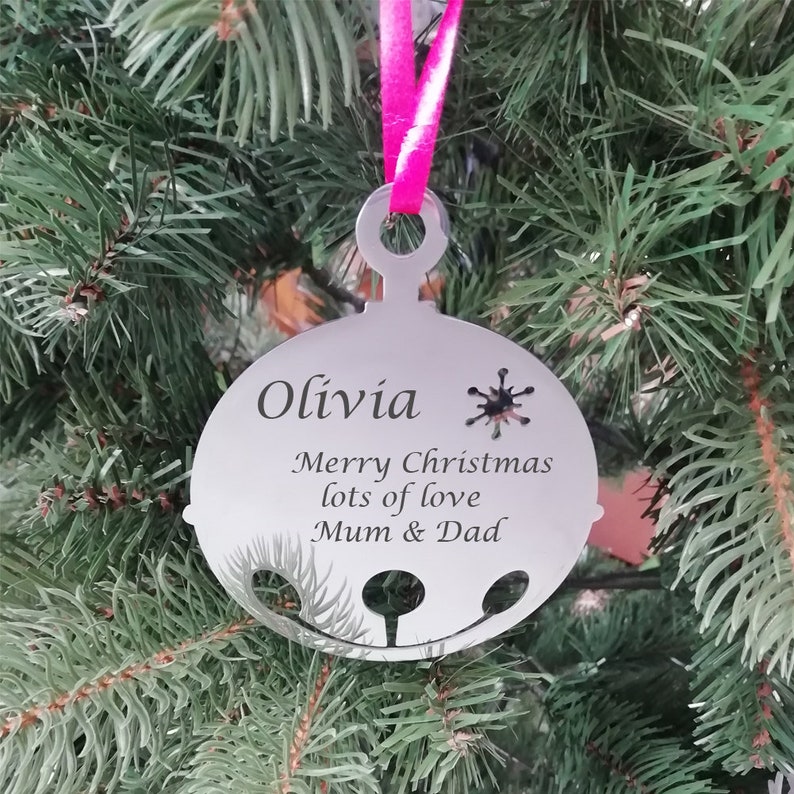 Olivia
Merry Christmas
lots of love
Mum & Dad